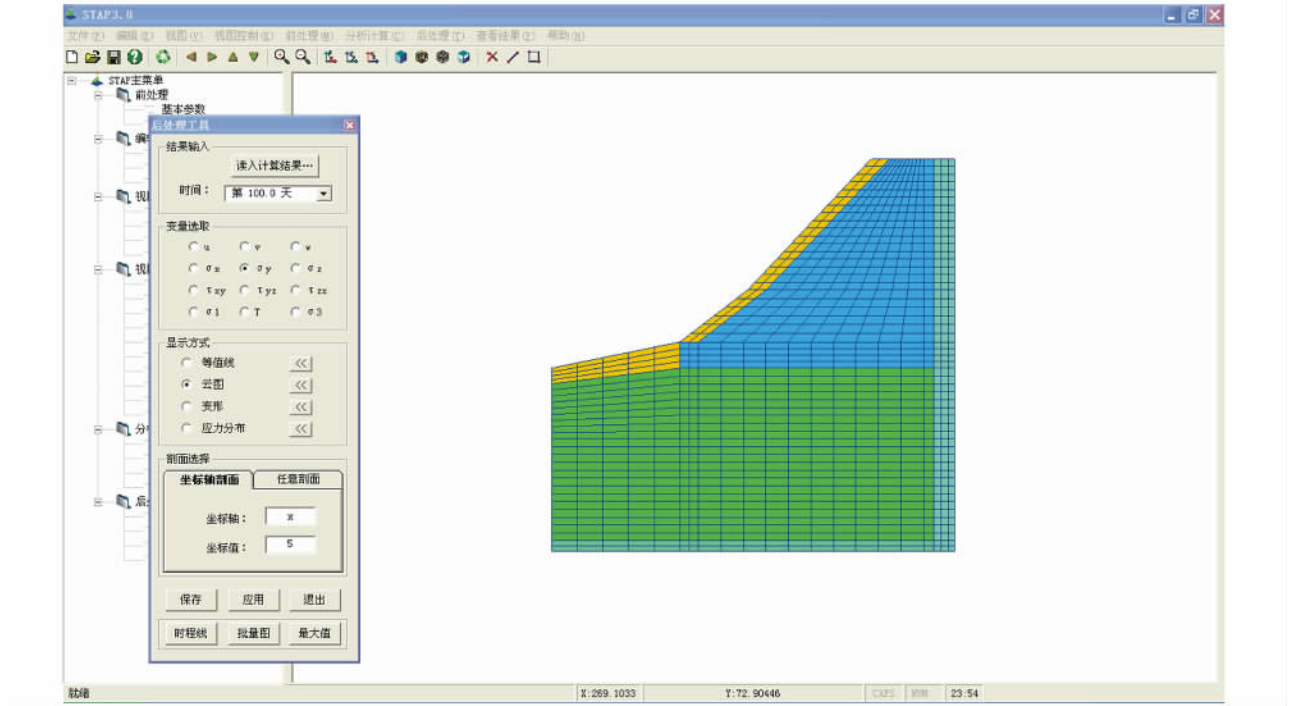 STAP3.0
文件(F) 编辑(E) 视图(V) 视图控制(E) 前处理(W) 分析计算(C) 后处理(T) 查看结果(R) 帮助(H)
STAP主菜单
前处理
基本参数
后处理工具
结果输入
读入计算结果…
时间： 第 100.0 天
变量选取
u v w
σx σy σz
τxy τyz τzx
σ1 T σ3
显示方式
等值线 <<
云图 <<
变形 <<
应力分布 <<
剖面选择
坐标轴剖面 任意剖面
坐标轴： x
坐标值： 5
保存 应用 退出
时程线 批量图 最大值
就绪 X:269.1033 Y:72.90446 CAPS NUM 23:54